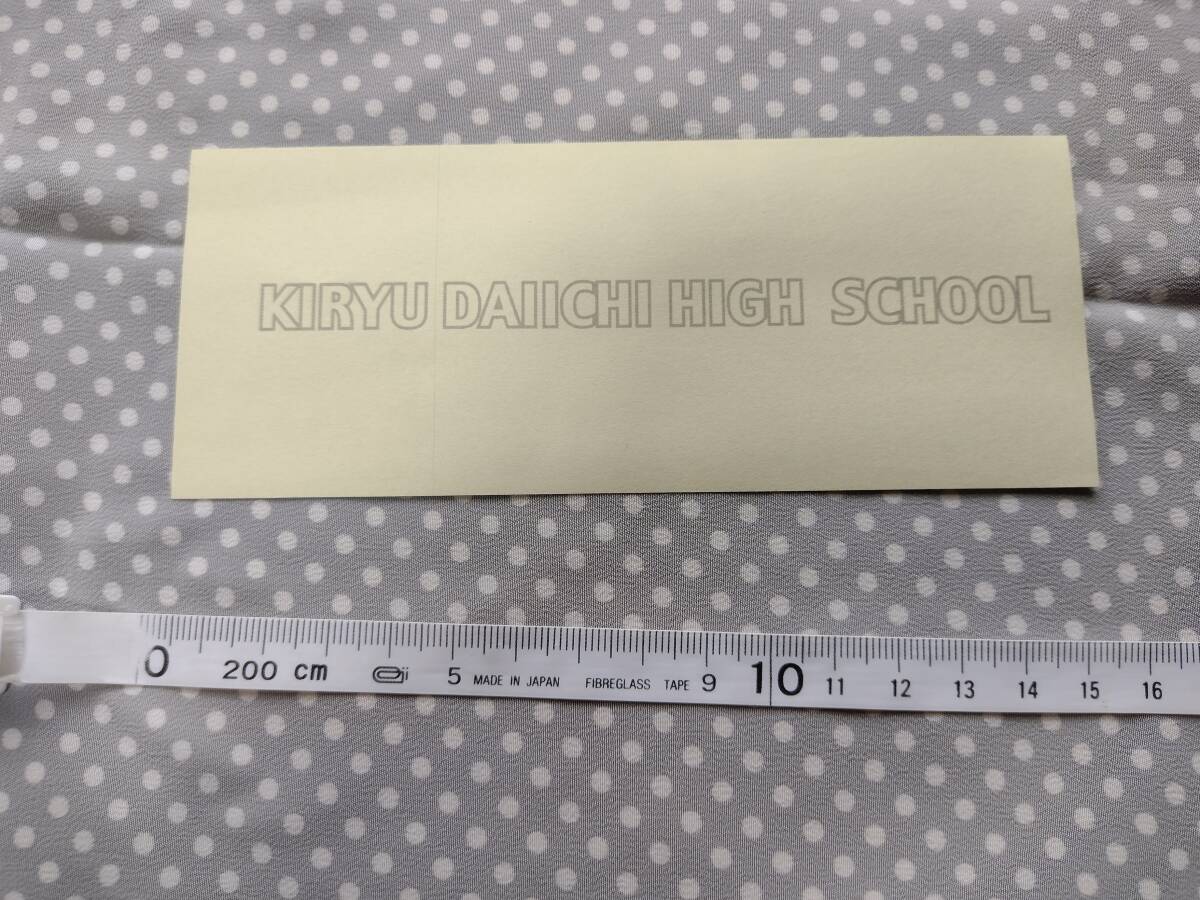 KIRYU DAIICHI HIGH SCHOOL
0 200 cm 5 MADE IN JAPAN FIBREGLASS TAPE 9 10 11 12 13 14 15 16